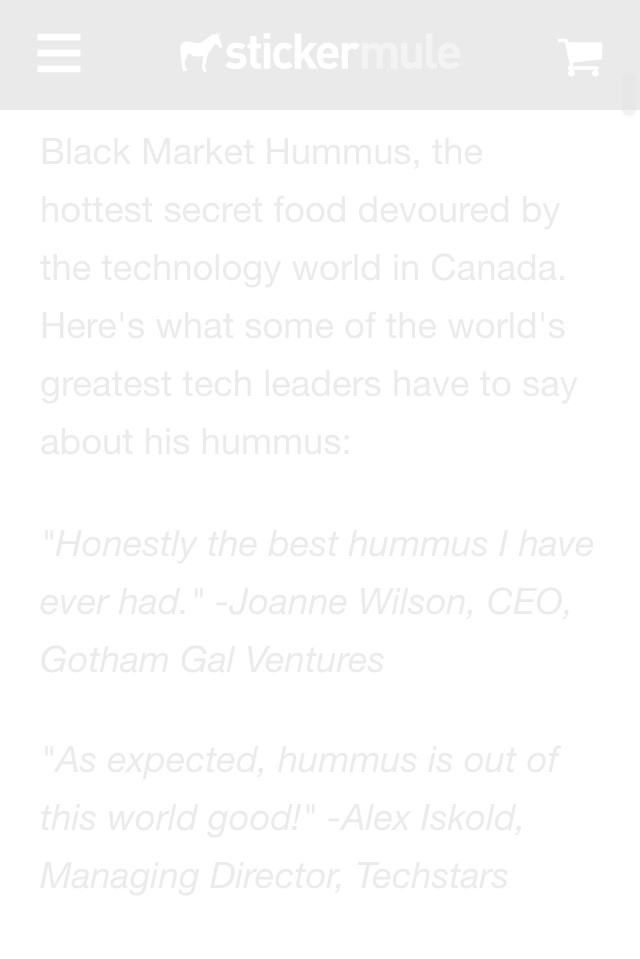 stickermule
Black Market Hummus, the
hottest secret food devoured by
the technology world in Canada.
Here's what some of the world's
greatest tech leaders have to say
about his hummus:
"Honestly the best hummus I have
ever had." -Joanne Wilson, CEO,
Gotham Gal Ventures
"As expected, hummus is out of
this world good!" -Alex Iskold,
Managing Director, Techstars